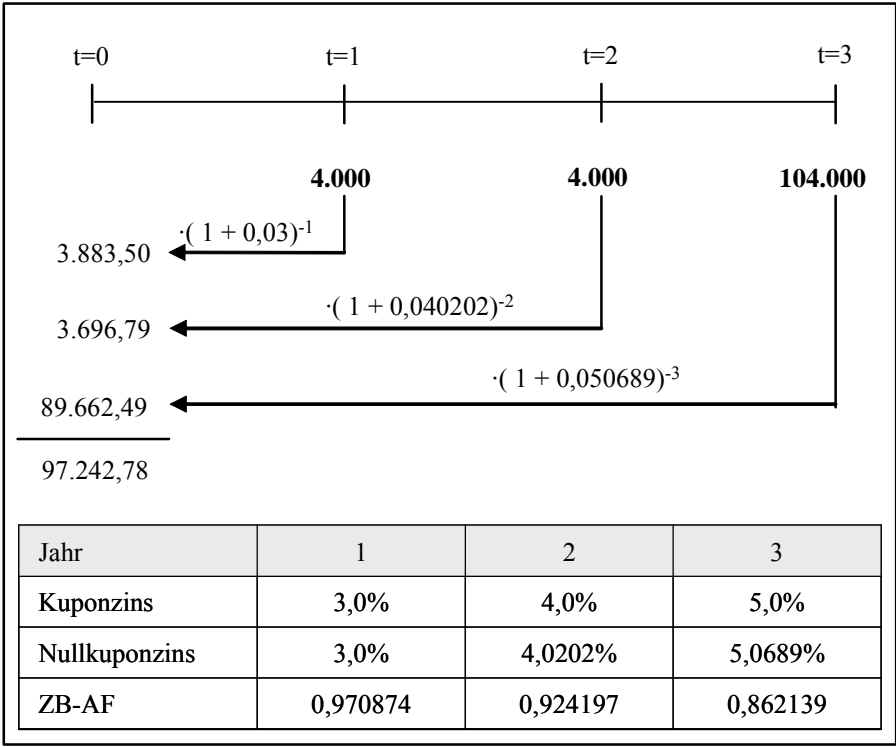 t=0 t=1 t=2 t=3
4.000 4.000 104.000
·( 1 + 0,03)-1
3.883,50
·( 1 + 0,040202)-2
3.696,79
·( 1 + 0,050689)-3
89.662,49
97.242,78
Jahr 1 2 3
Kuponzins 3,0% 4,0% 5,0%
Nullkuponzins 3,0% 4,0202% 5,0689%
ZB-AF 0,970874 0,924197 0,862139